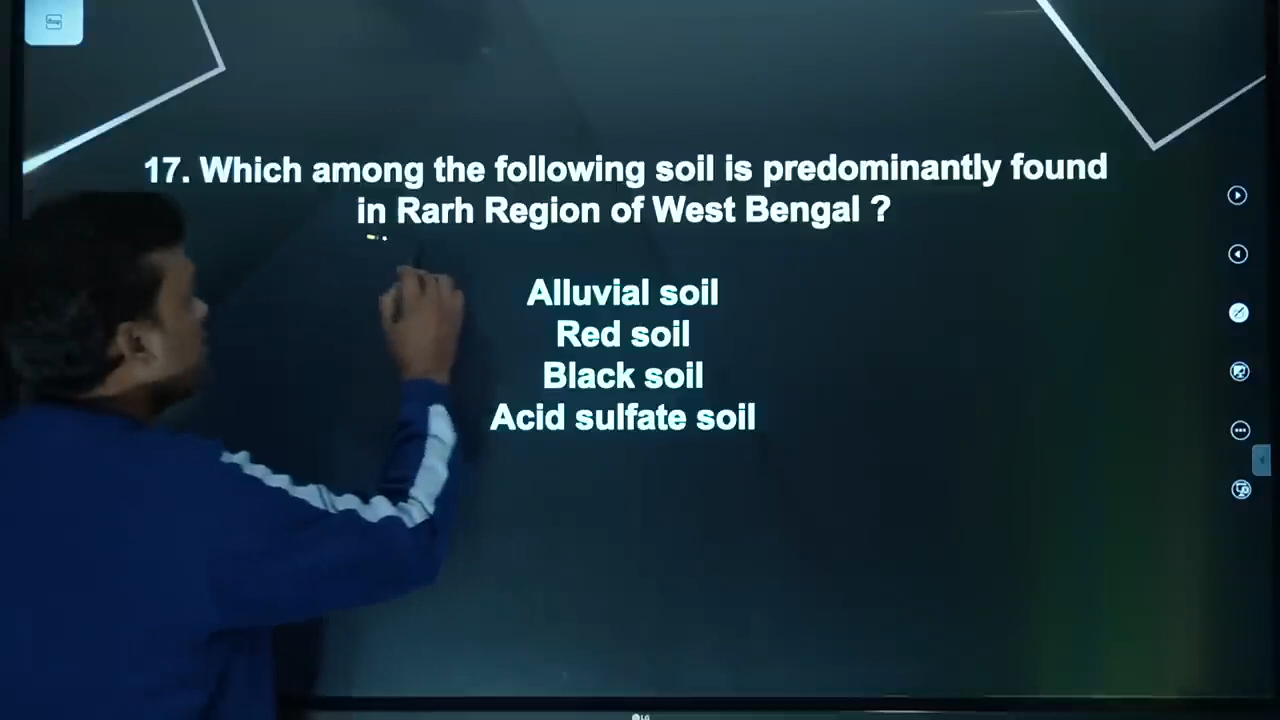 17. Which among the following soil is predominantly found
in Rarh Region of West Bengal ?
Alluvial soil
Red soil
Black soil
Acid sulfate soil
LG